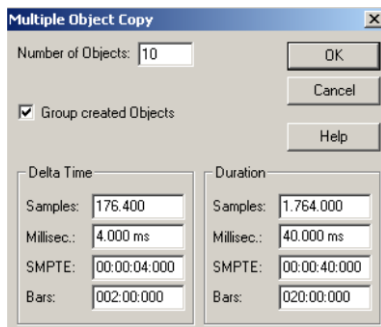 Multiple Object Copy
Number of Objects: 10
OK
Cancel
Group created Objects
Help
Delta Time
Samples: 176.400
Millisec.: 4.000 ms
SMPTE: 00:00:04:000
Bars: 002:00:000
Duration
Samples: 1.764.000
Millisec.: 40.000 ms
SMPTE: 00:00:40:000
Bars: 020:00:000